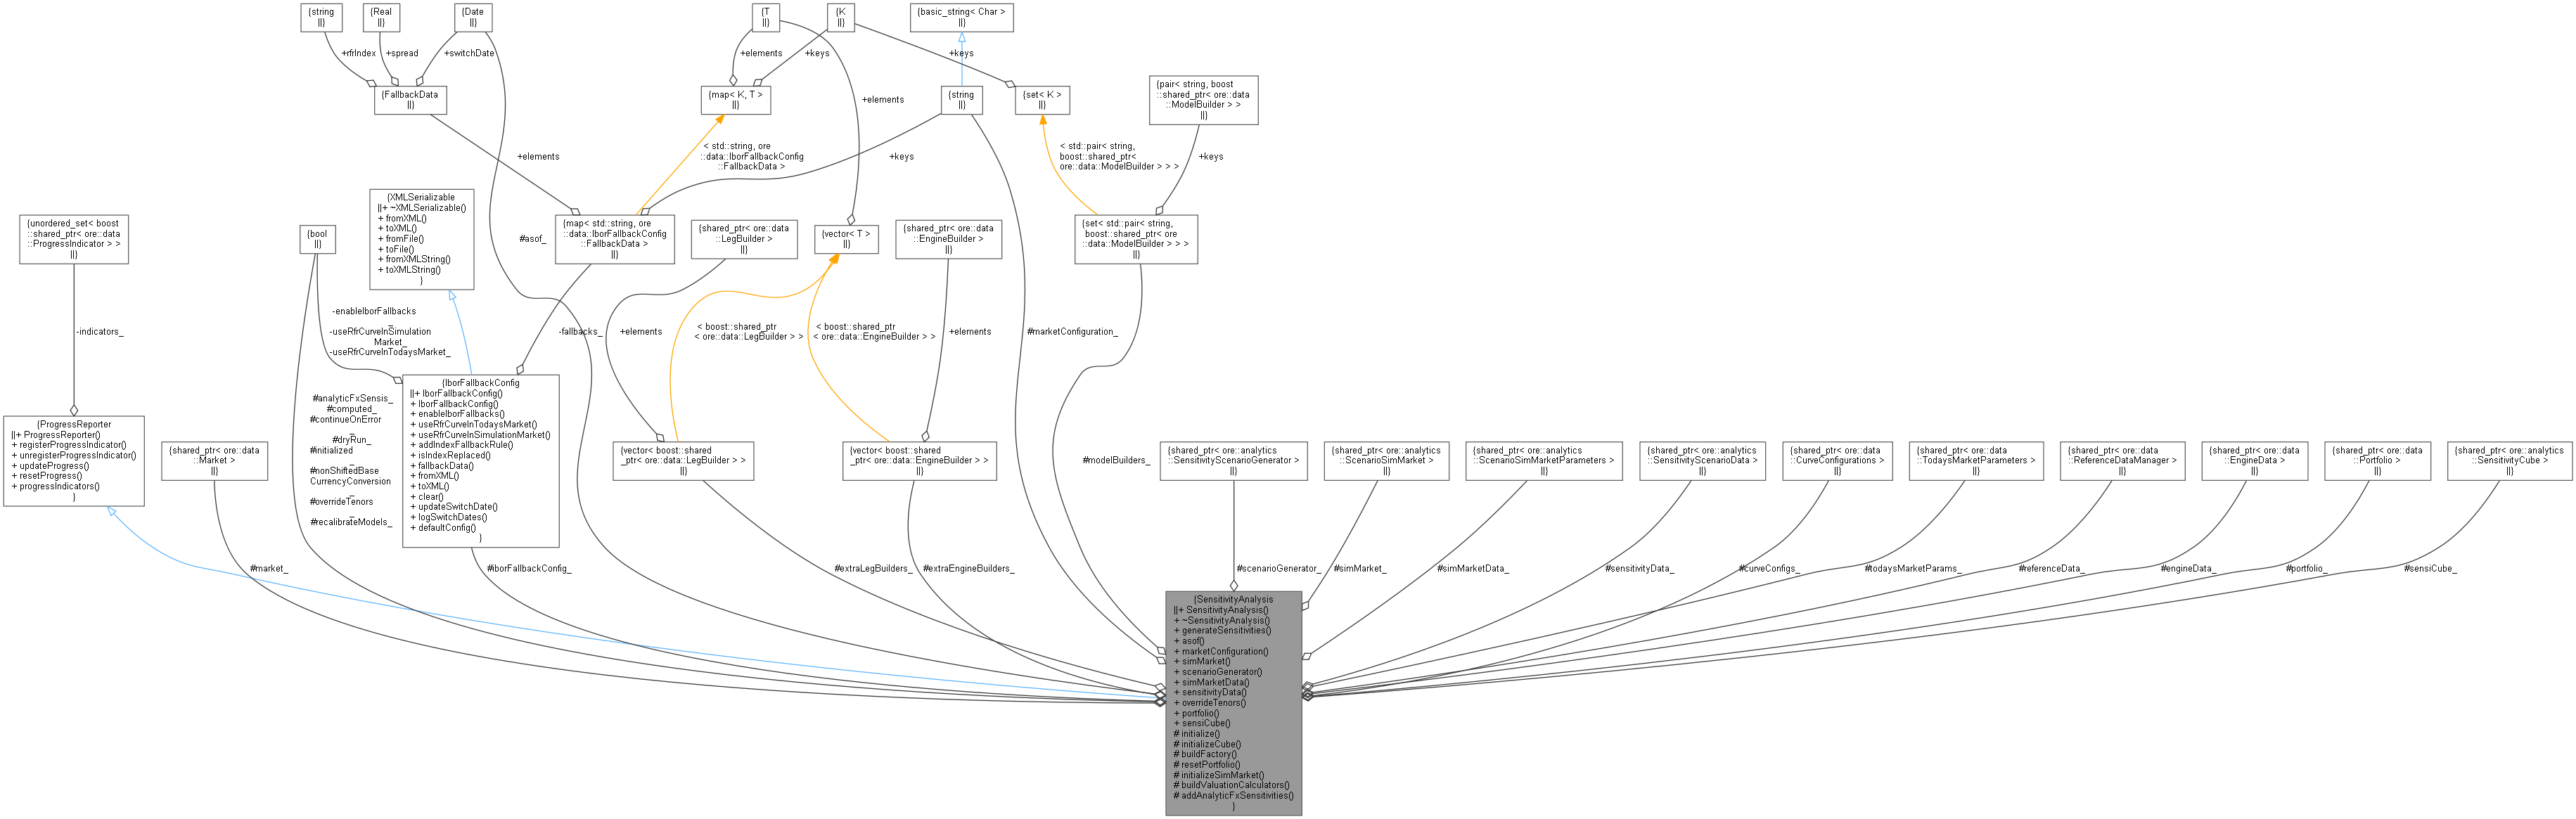 {string
||}
{Real
||}
{Date
||}
{T
||}
{K
||}
{basic_string< Char >
||}
+rfrIndex
+spread
+switchDate
+elements
+keys
+keys
{FallbackData
||}
{map< K, T >
||}
+elements
{string
||}
{set< K >
||}
{pair< string, boost
::shared_ptr< ore::data
::ModelBuilder > >
||}
+elements
< std::string, ore
::data::IborFallbackConfig
::FallbackData >
+keys
< std::pair< string,
boost::shared_ptr<
ore::data::ModelBuilder > > >
+keys
{XMLSerializable
||+ ~XMLSerializable()
+ fromXML()
+ toXML()
+ fromFile()
+ toFile()
+ fromXMLString()
+ toXMLString()
}
{unordered_set< boost
::shared_ptr< ore::data
::ProgressIndicator > >
||}
{bool
||}
#asof_
{map< std::string, ore
::data::IborFallbackConfig
::FallbackData >
||}
{shared_ptr< ore::data
::LegBuilder >
||}
{vector< T >
||}
{shared_ptr< ore::data
::EngineBuilder >
||}
{set< std::pair< string,
boost::shared_ptr< ore
::data::ModelBuilder > > >
||}
-indicators_
-enableIborFallbacks
_
-useRfrCurveInSimulation
Market_
-useRfrCurveInTodaysMarket_
-fallbacks_
+elements
< boost::shared_ptr
< ore::data::LegBuilder > >
< boost::shared_ptr
< ore::data::EngineBuilder > >
+elements
#marketConfiguration_
{ProgressReporter
||+ ProgressReporter()
+ registerProgressIndicator()
+ unregisterProgressIndicator()
+ updateProgress()
+ resetProgress()
+ progressIndicators()
}
{shared_ptr< ore::data
::Market >
||}
#analyticFxSensis_
#computed_
#continueOnError
_
#dryRun_
#initialized
_
#nonShiftedBase
CurrencyConversion
_
#overrideTenors
_
#recalibrateModels_
{IborFallbackConfig
||+ IborFallbackConfig()
+ IborFallbackConfig()
+ enableIborFallbacks()
+ useRfrCurveInTodaysMarket()
+ useRfrCurveInSimulationMarket()
+ addIndexFallbackRule()
+ isIndexReplaced()
+ fallbackData()
+ fromXML()
+ toXML()
+ clear()
+ updateSwitchDate()
+ logSwitchDates()
+ defaultConfig()
}
{vector< boost::shared
_ptr< ore::data::LegBuilder > >
||}
{vector< boost::shared
_ptr< ore::data::EngineBuilder > >
||}
#modelBuilders_
{shared_ptr< ore::analytics
::SensitivityScenarioGenerator >
||}
{shared_ptr< ore::analytics
::ScenarioSimMarket >
||}
{shared_ptr< ore::analytics
::ScenarioSimMarketParameters >
||}
{shared_ptr< ore::analytics
::SensitivityScenarioData >
||}
{shared_ptr< ore::data
::CurveConfigurations >
||}
{shared_ptr< ore::data
::TodaysMarketParameters >
||}
{shared_ptr< ore::data
::ReferenceDataManager >
||}
{shared_ptr< ore::data
::EngineData >
||}
{shared_ptr< ore::data
::Portfolio >
||}
{shared_ptr< ore::analytics
::SensitivityCube >
||}
#market_
#iborFallbackConfig_
#extraLegBuilders_
#extraEngineBuilders_
#scenarioGenerator_
#simMarket_
#simMarketData_
#sensitivityData_
#curveConfigs_
#todaysMarketParams_
#referenceData_
#engineData_
#portfolio_
#sensiCube_
{SensitivityAnalysis
||+ SensitivityAnalysis()
+ ~SensitivityAnalysis()
+ generateSensitivities()
+ asof()
+ marketConfiguration()
+ simMarket()
+ scenarioGenerator()
+ simMarketData()
+ sensitivityData()
+ overrideTenors()
+ portfolio()
+ sensiCube()
# initialize()
# initializeCube()
# buildFactory()
# resetPortfolio()
# initializeSimMarket()
# buildValuationCalculators()
# addAnalyticFxSensitivities()
}